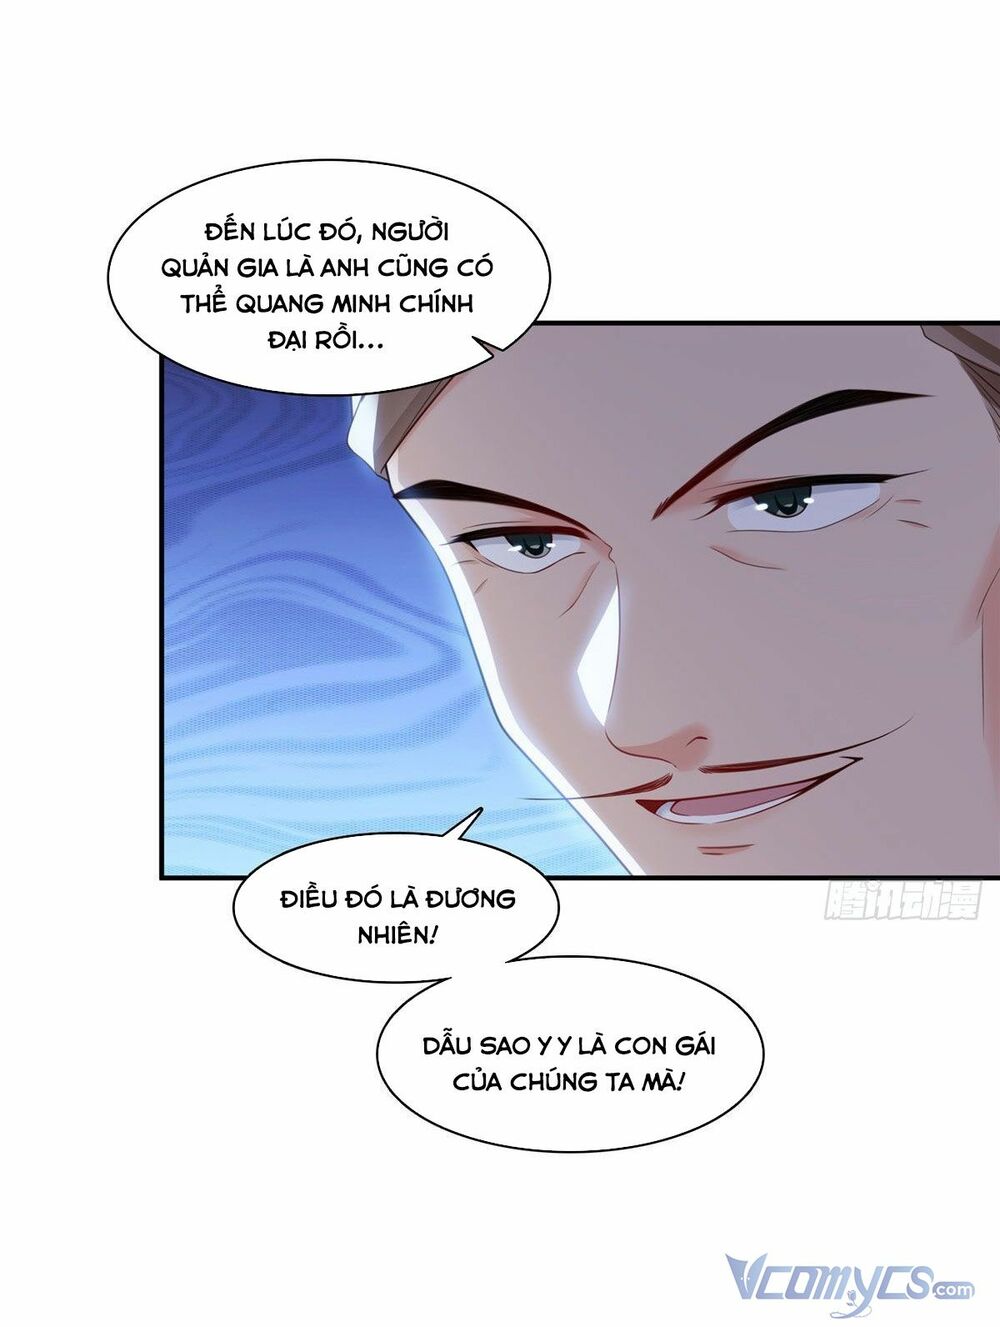 ĐẾN LÚC ĐÓ, NGƯỜI
QUẢN GIA LÀ ANH CŨNG CÓ
THỂ QUANG MINH CHÍNH
ĐẠI RỒI...
腾讯动漫
ĐIỀU ĐÓ LÀ ĐƯƠNG
NHIÊN!
DẪU SAO Y Y LÀ CON GÁI
CỦA CHÚNG TA MÀ!
VCOMYCS.com